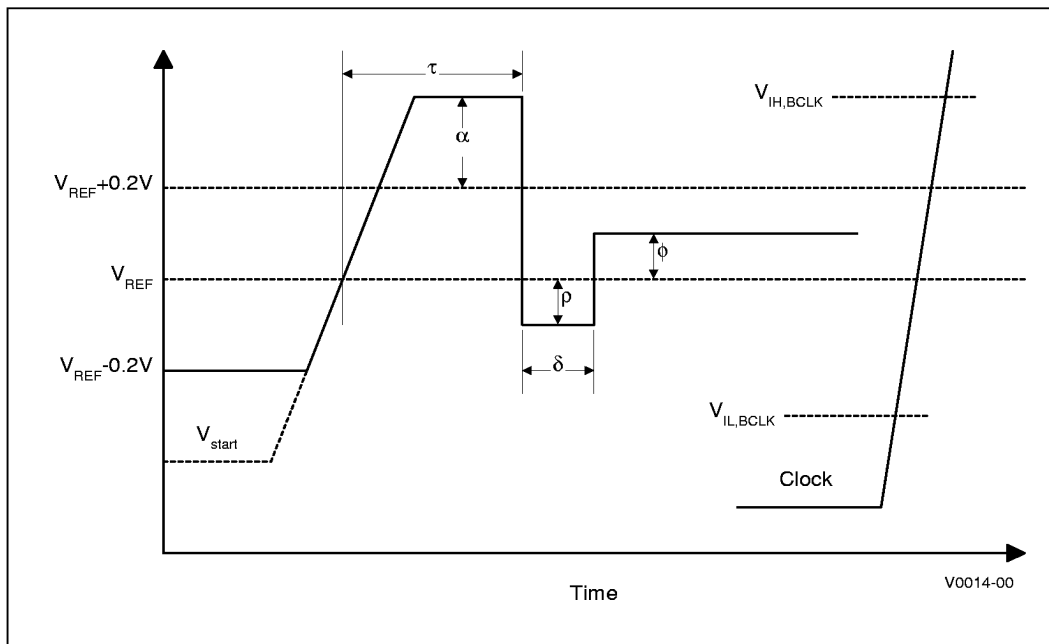 τ
V_IH,BCLK
α
V_REF+0.2V
ϕ
V_REF
ρ
V_REF-0.2V
δ
V_IL,BCLK
V_start
Clock
V0014-00
Time